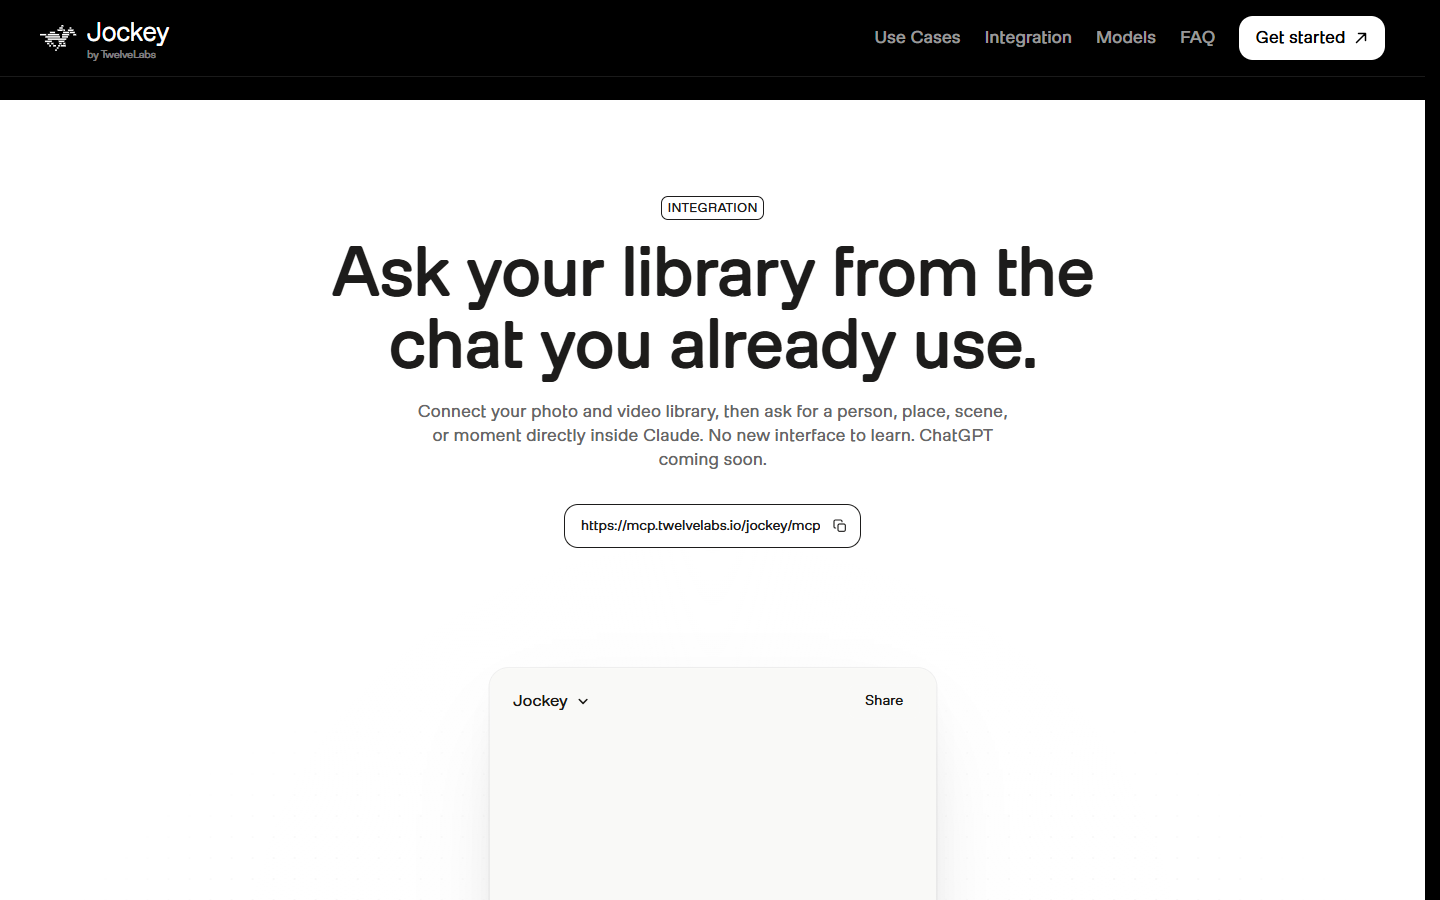 Jockey
by TwelveLabs
Use Cases
Integration
Models
FAQ
Get started
INTEGRATION
Ask your library from the
chat you already use.
Connect your photo and video library, then ask for a person, place, scene,
or moment directly inside Claude. No new interface to learn. ChatGPT
coming soon.
https://mcp.twelvelabs.io/jockey/mcp
Jockey
Share